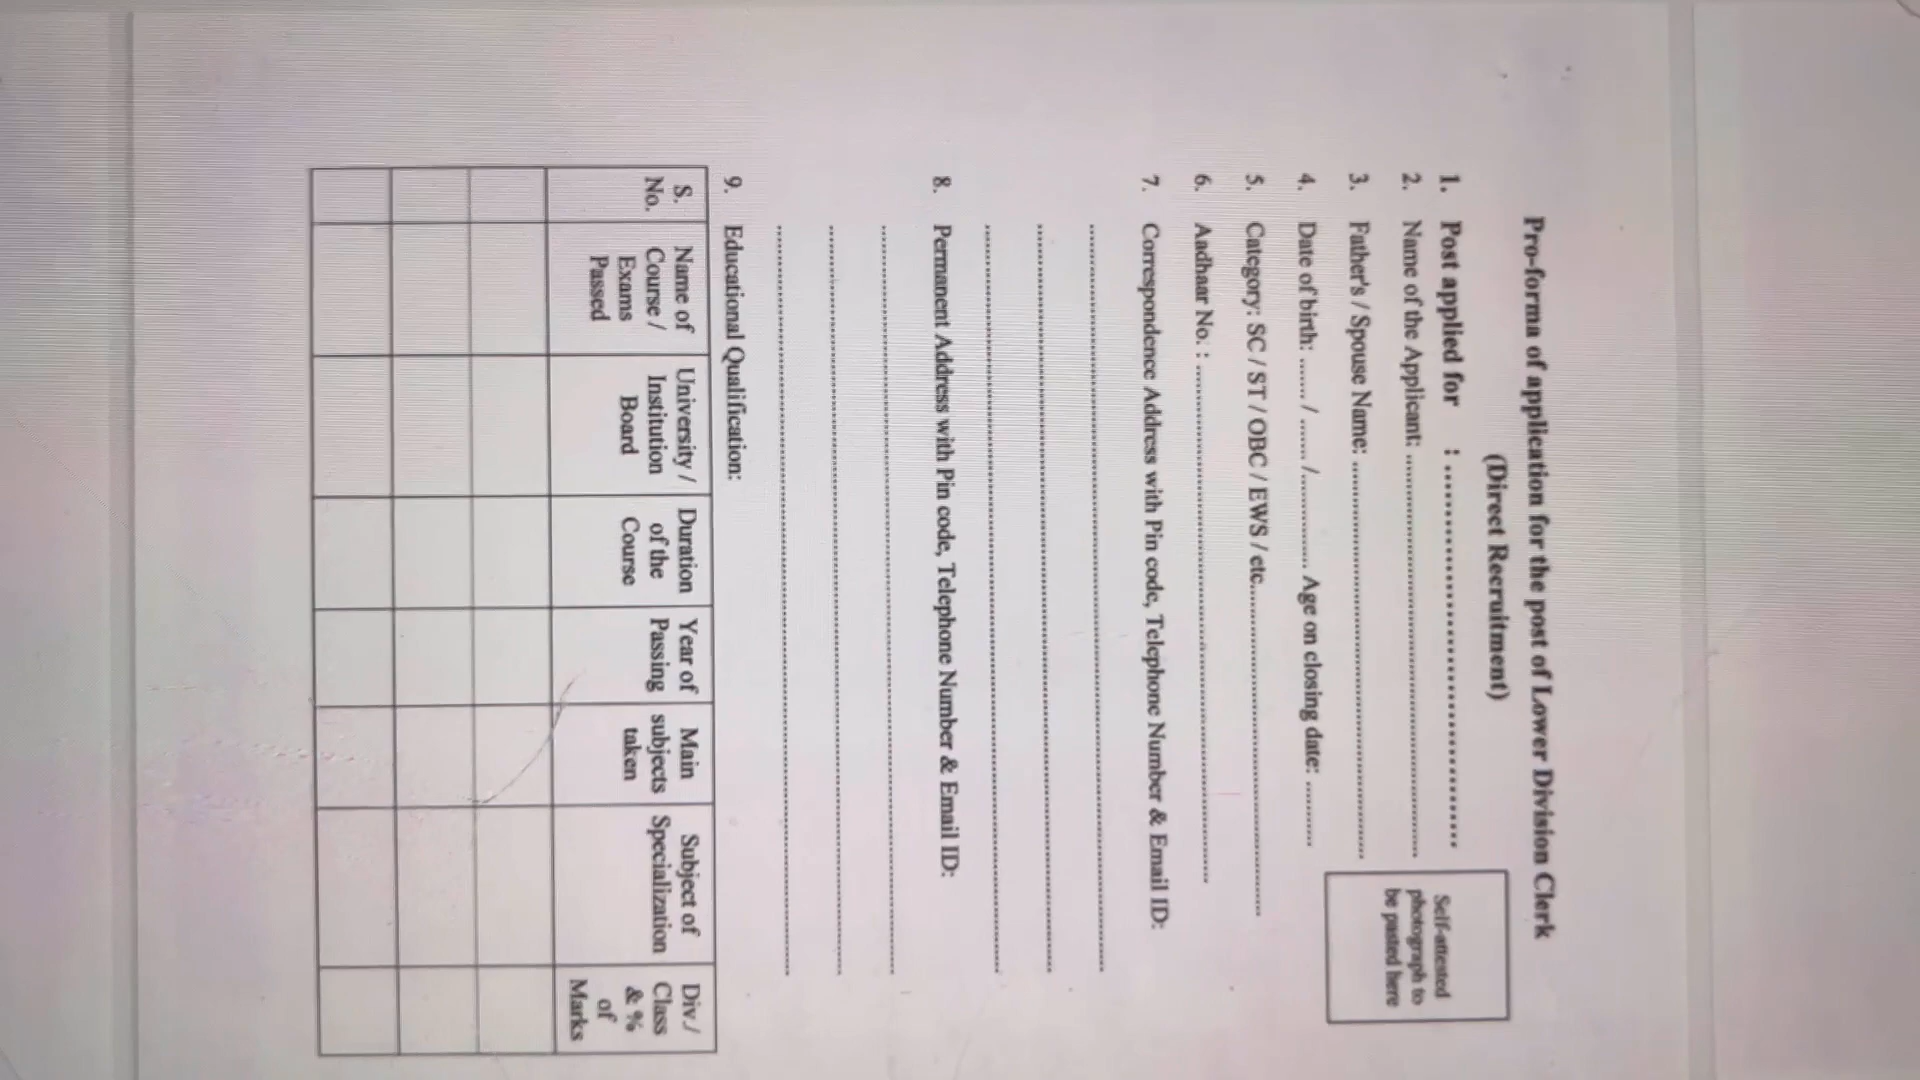 Pro-forma of application for the post of Lower Division Clerk
(Direct Recruitment)
Self-attested
photograph to
be pasted here
1. Post applied for : ........................................
2. Name of the Applicant: ........................................
3. Father's / Spouse Name: ........................................
4. Date of birth: ....... / ....... /............. Age on closing date: ...........
5. Category: SC / ST / OBC / EWS / etc........................................
6. Aadhaar No. : ........................................
7. Correspondence Address with Pin code, Telephone Number & Email ID:
........................................
........................................
........................................
8. Permanent Address with Pin code, Telephone Number & Email ID:
........................................
........................................
........................................
9. Educational Qualification:
S. Name of University / Duration Year of Main Subject of Div./
No. Course / Institution of the Passing subjects Specialization Class
Exams Board Course taken & %
Passed of
Marks